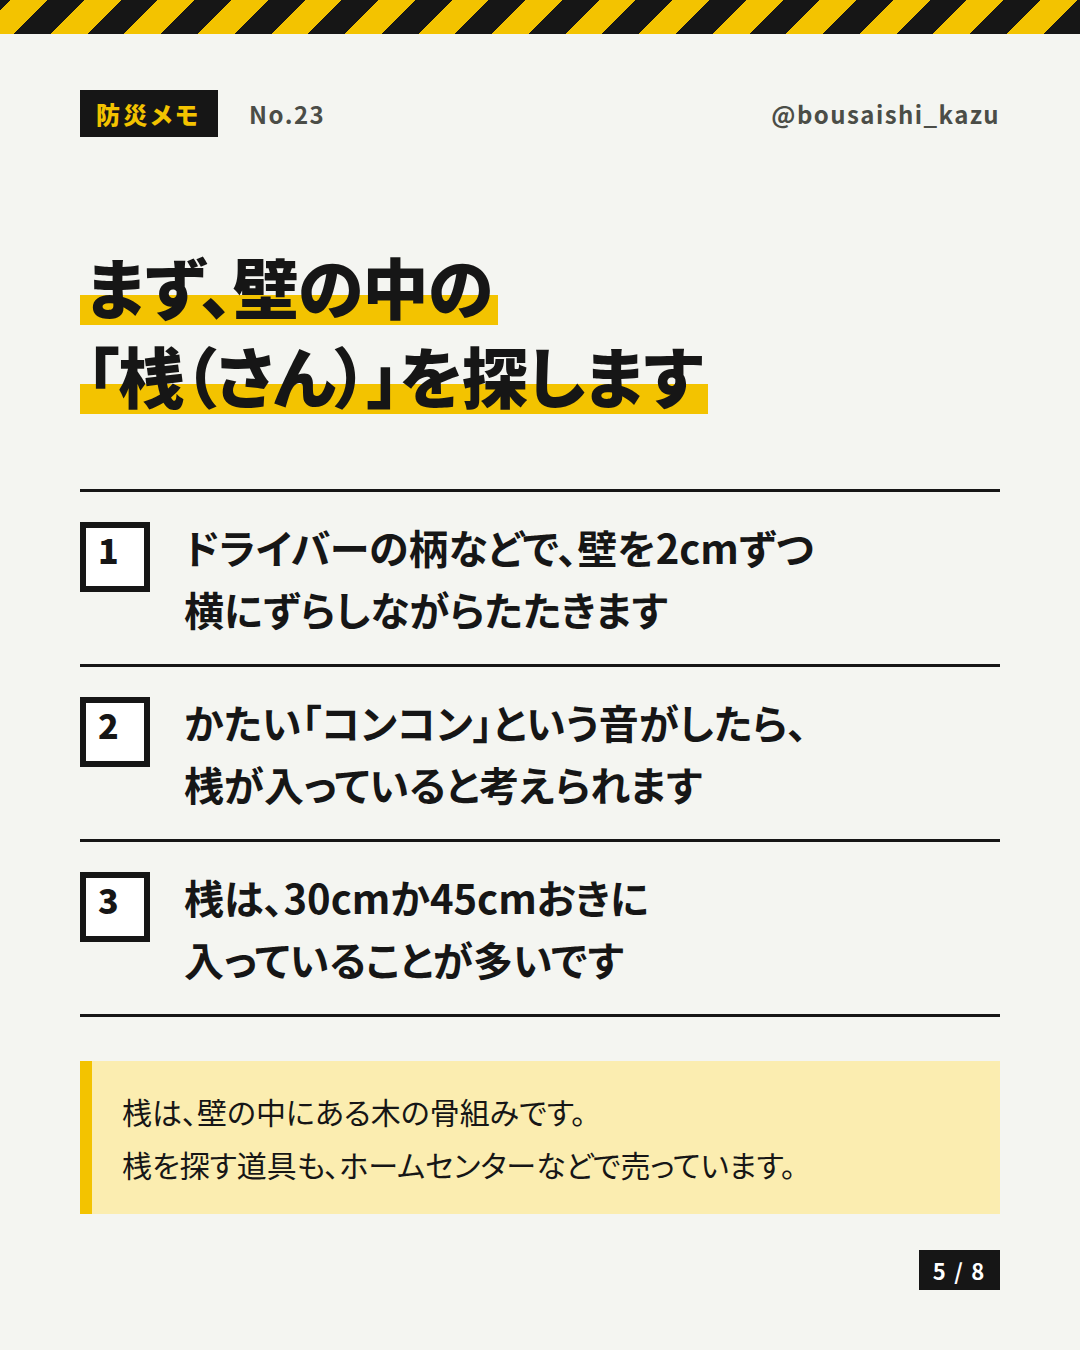 防災メモ No.23 @bousaishi_kazu
まず、壁の中の
「桟（さん）」を探します
1 ドライバーの柄などで、壁を2cmずつ
横にずらしながらたたきます
2 かたい「コンコン」という音がしたら、
桟が入っていると考えられます
3 桟は、30cmか45cmおきに
入っていることが多いです
桟は、壁の中にある木の骨組みです。
桟を探す道具も、ホームセンターなどで売っています。
5 / 8